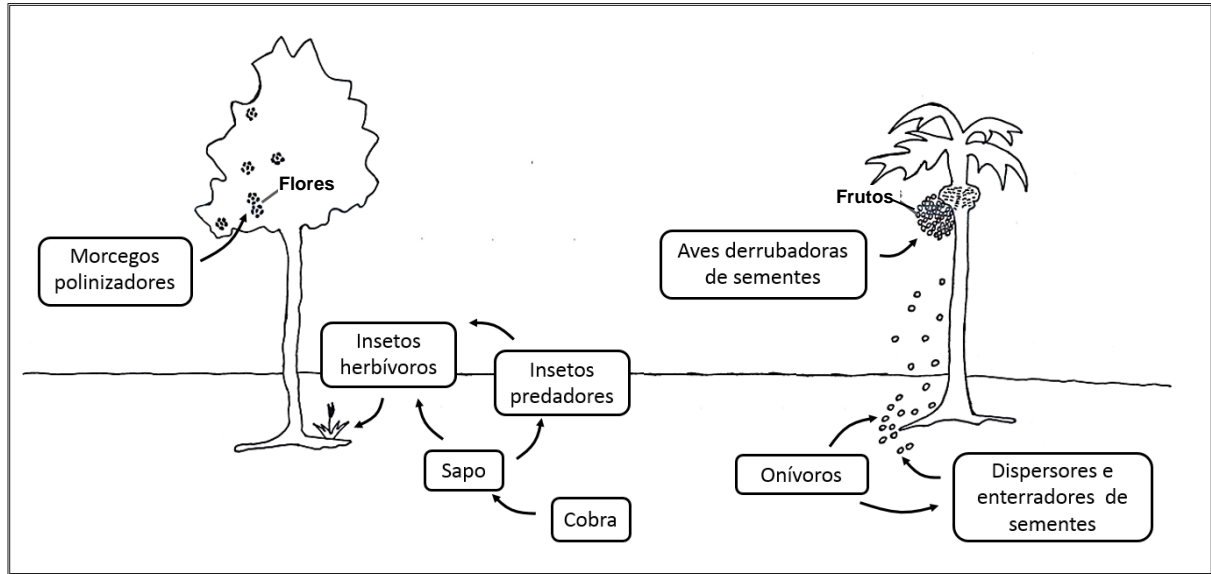 Flores
Morcegos
polinizadores
Insetos
herbívoros
Insetos
predadores
Sapo
Cobra
Frutos
Aves derrubadoras
de sementes
Onívoros
Dispersores e
enterradores de
sementes